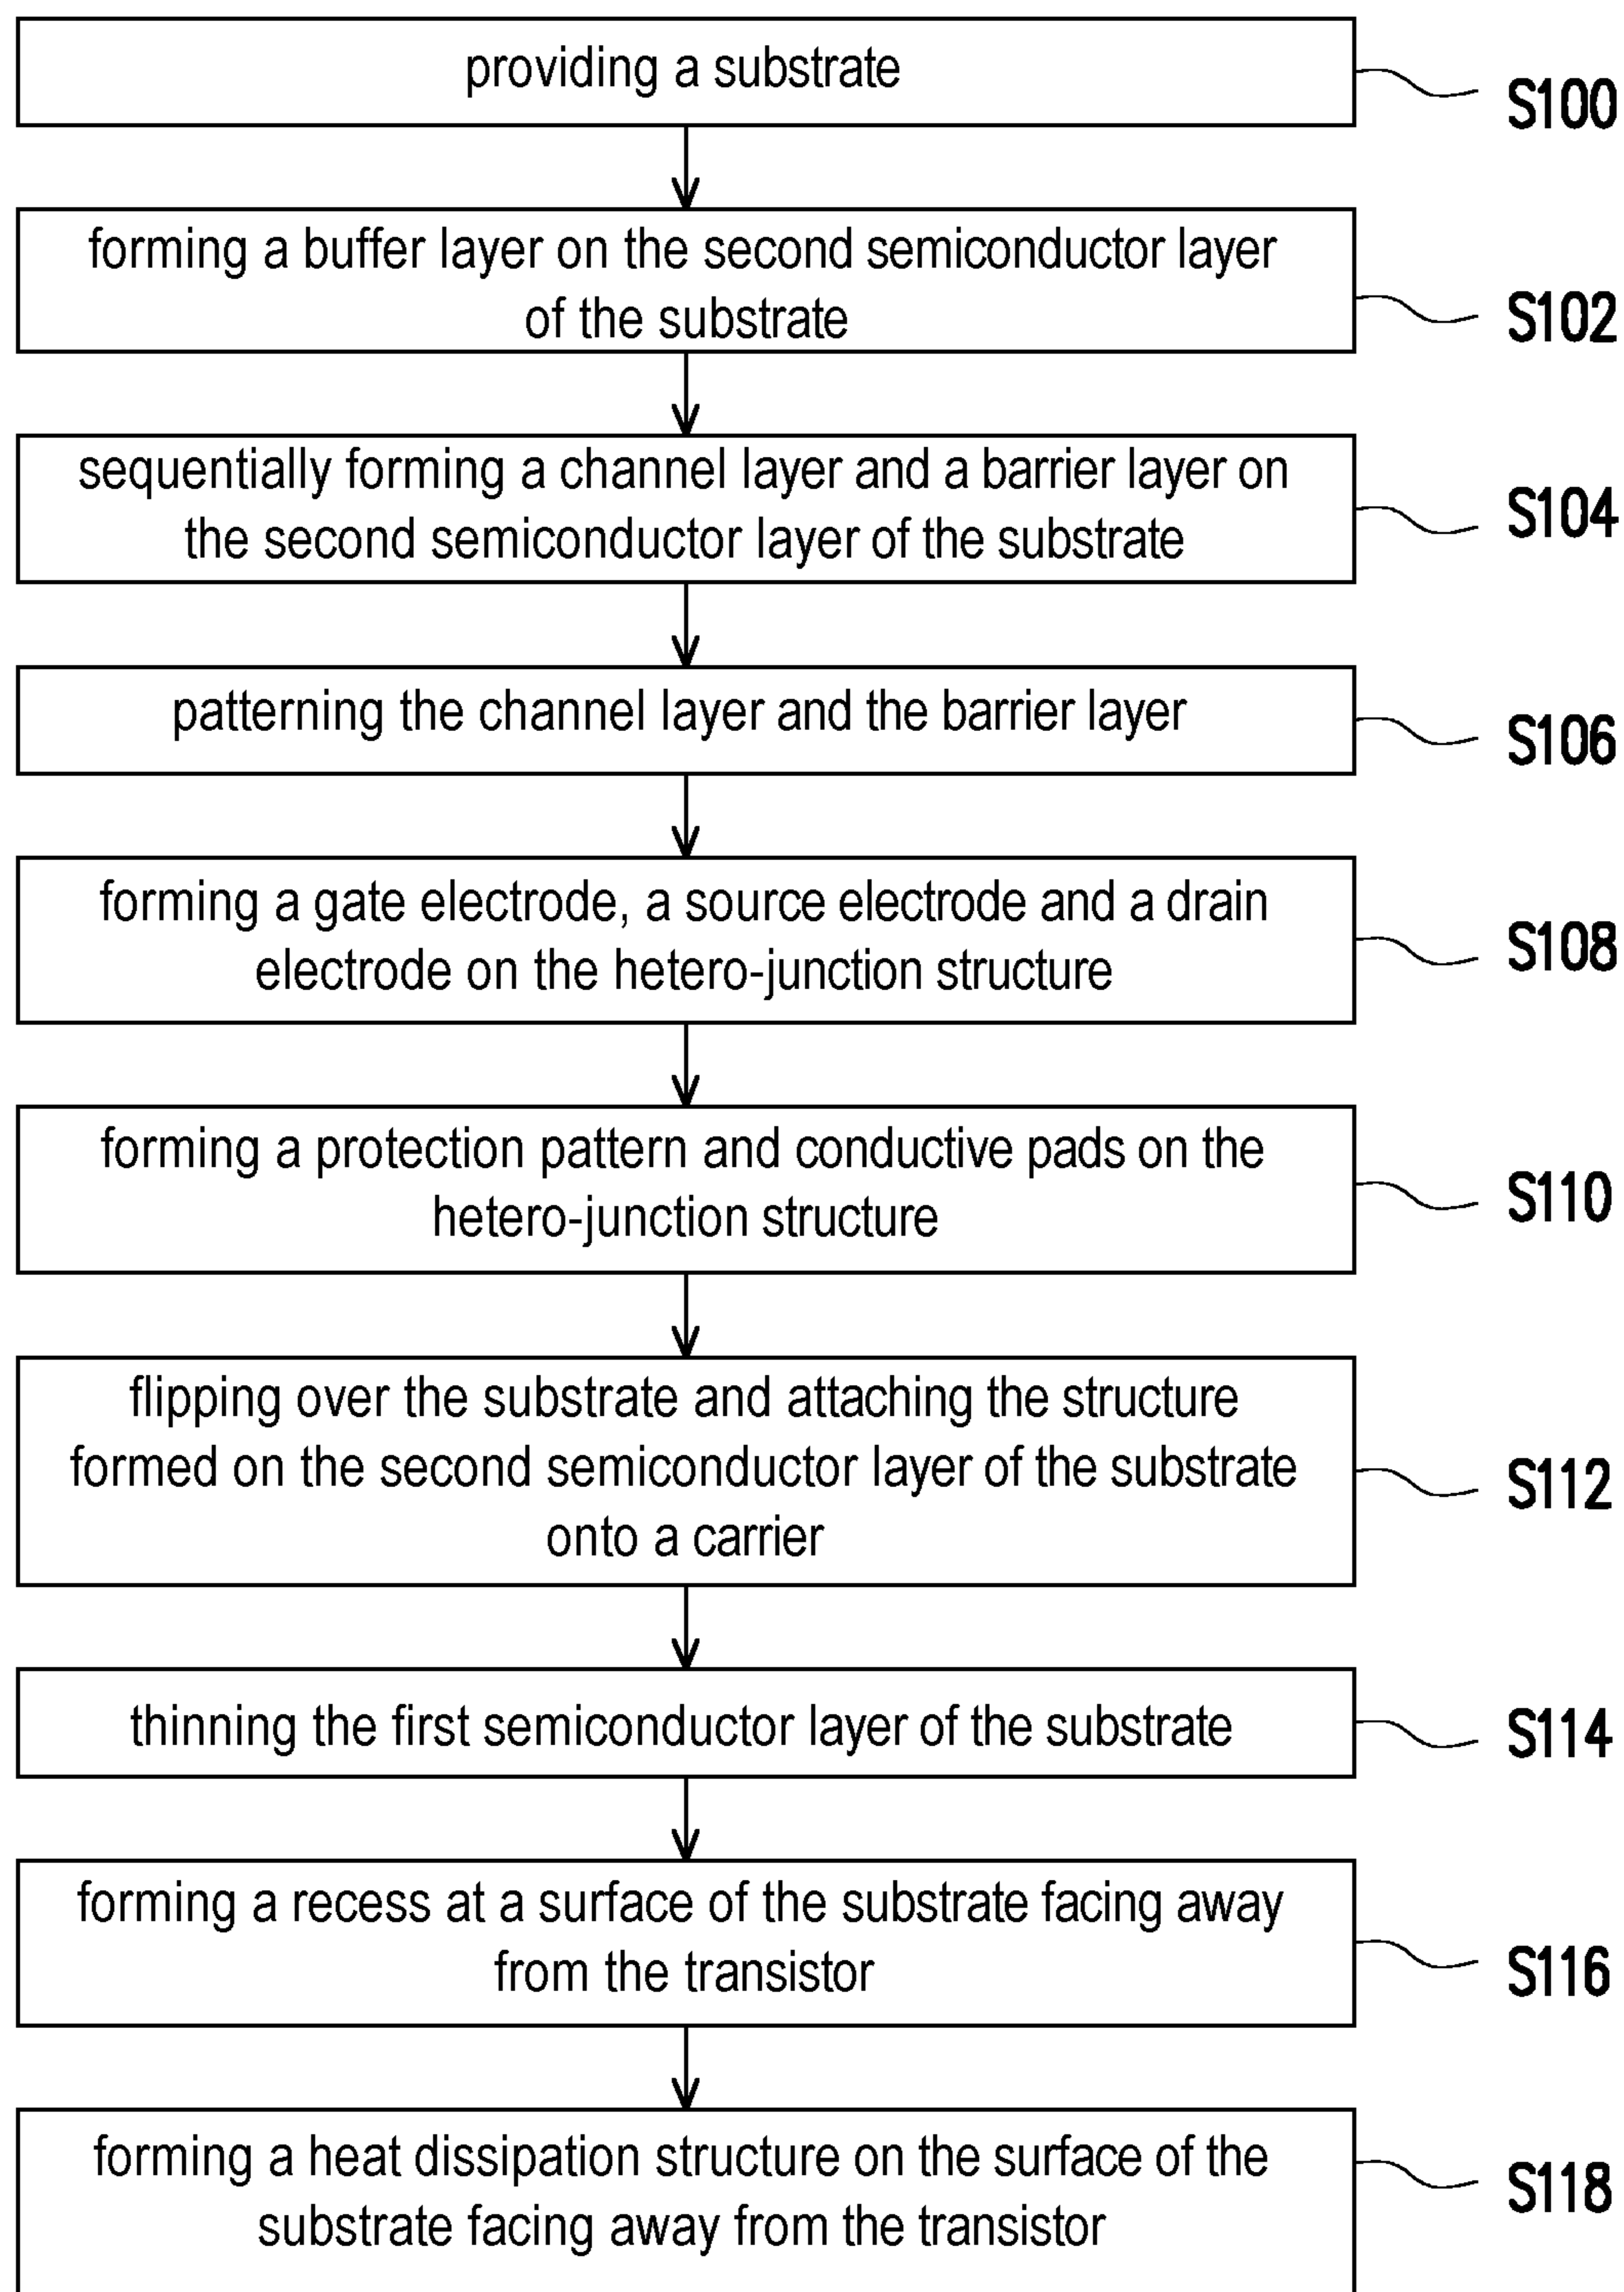 providing a substrate
S100
forming a buffer layer on the second semiconductor layer
of the substrate
S102
sequentially forming a channel layer and a barrier layer on
the second semiconductor layer of the substrate
S104
patterning the channel layer and the barrier layer
S106
forming a gate electrode, a source electrode and a drain
electrode on the hetero-junction structure
S108
forming a protection pattern and conductive pads on the
hetero-junction structure
S110
flipping over the substrate and attaching the structure
formed on the second semiconductor layer of the substrate
onto a carrier
S112
thinning the first semiconductor layer of the substrate
S114
forming a recess at a surface of the substrate facing away
from the transistor
S116
forming a heat dissipation structure on the surface of the
substrate facing away from the transistor
S118